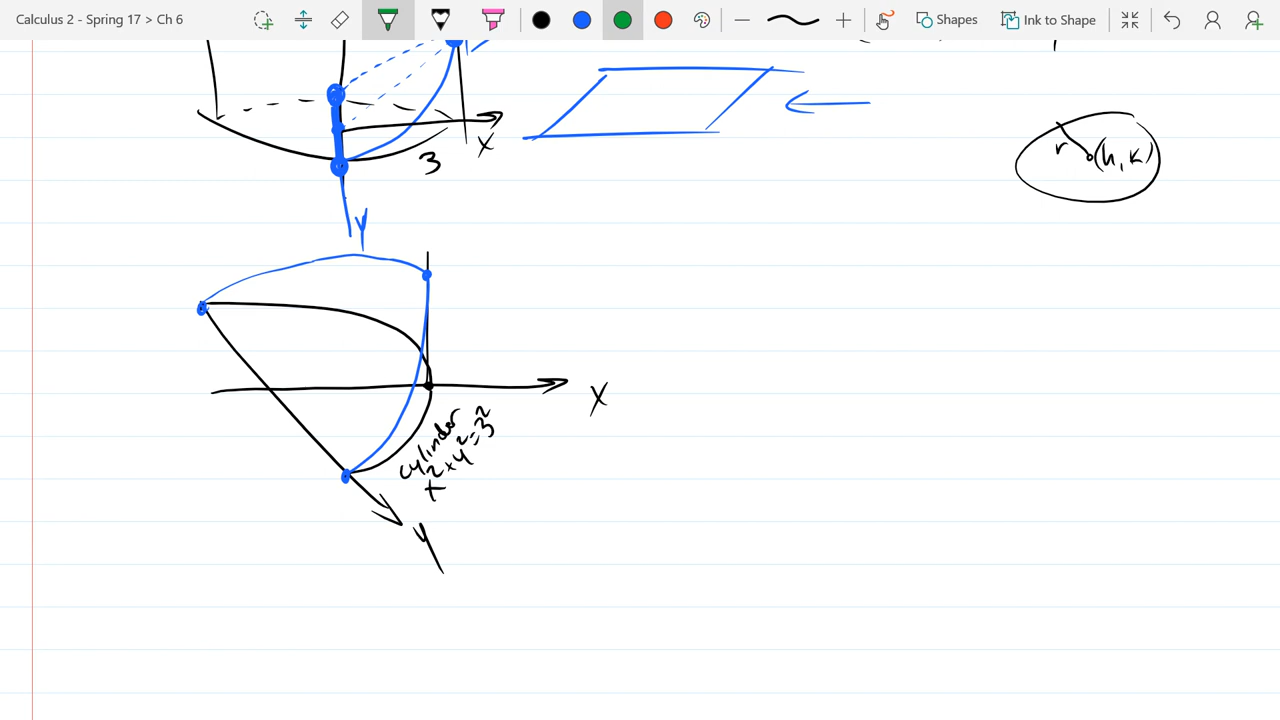 Calculus 2 - Spring 17 > Ch 6
Shapes
Ink to Shape
X
3
r
(h, k)
y
X
cylinder
x² + y² = 3²
y